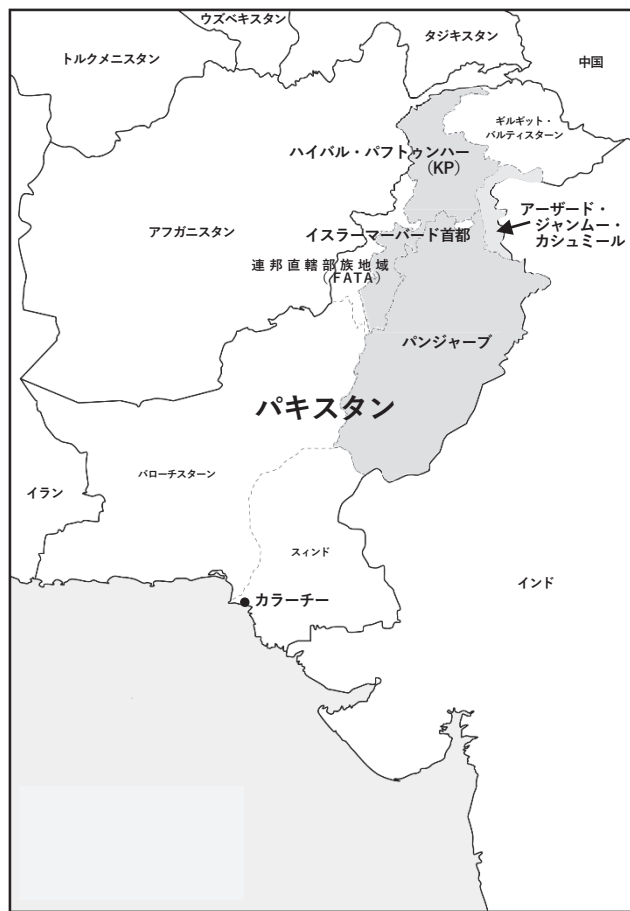 ウズベキスタン
タジキスタン
トルクメニスタン
中国
ギルギット・
バルティスターン
ハイバル・パフトゥンハー
(KP)
アーザード・
ジャンムー・
カシュミール
アフガニスタン
イスラーマーバード首都
連邦直轄部族地域
(FATA)
パンジャーブ
パキスタン
バローチスターン
イラン
スィンド
インド
カラーチー